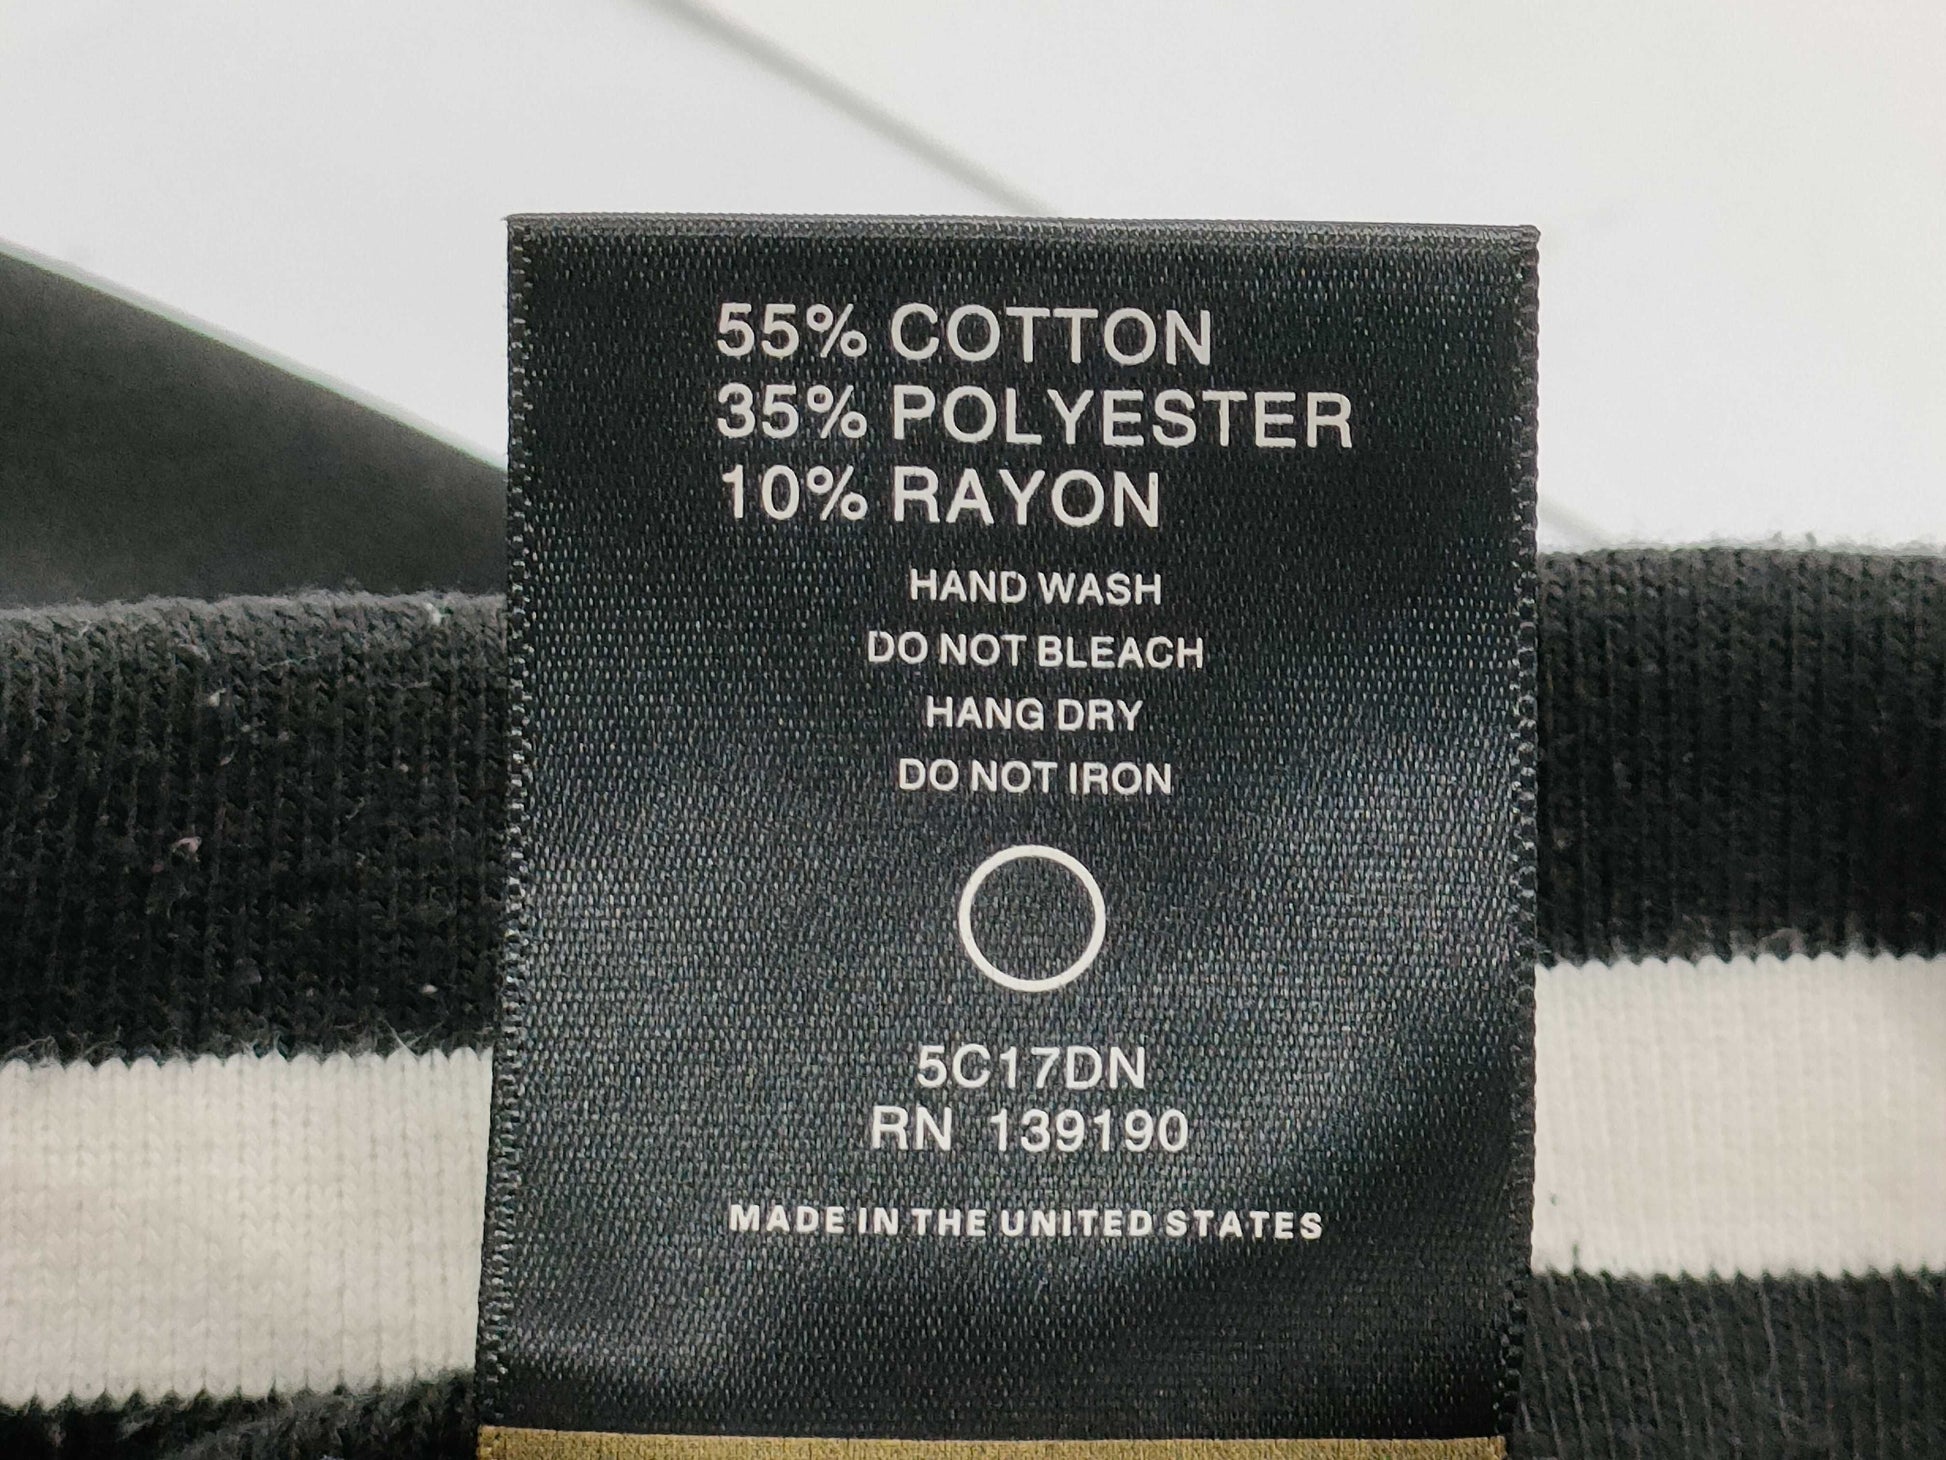 55% COTTON
35% POLYESTER
10% RAYON
HAND WASH
DO NOT BLEACH
HANG DRY
DO NOT IRON
5C17DN
RN 139190
MADE IN THE UNITED STATES